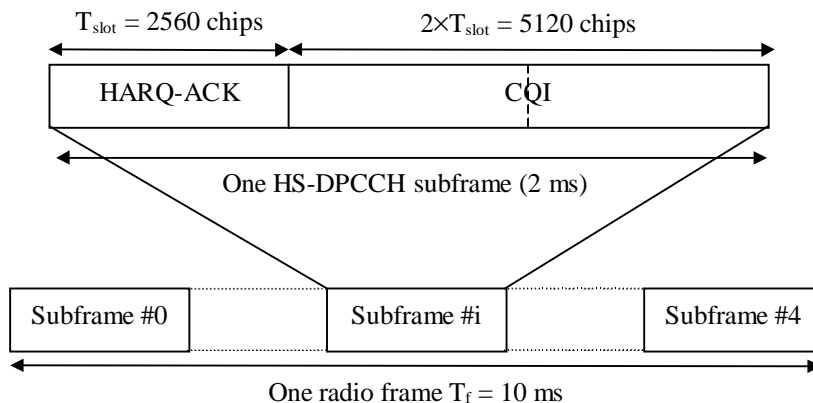 T_slot = 2560 chips 2×T_slot = 5120 chips
HARQ-ACK CQI
One HS-DPCCH subframe (2 ms)
Subframe #0 Subframe #i Subframe #4
One radio frame T_f = 10 ms